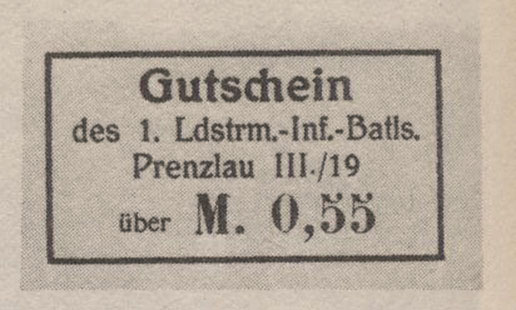 Gutschein
des 1. Ldstrm.-Inf.-Batls.
Prenzlau III./19
über M. 0,55